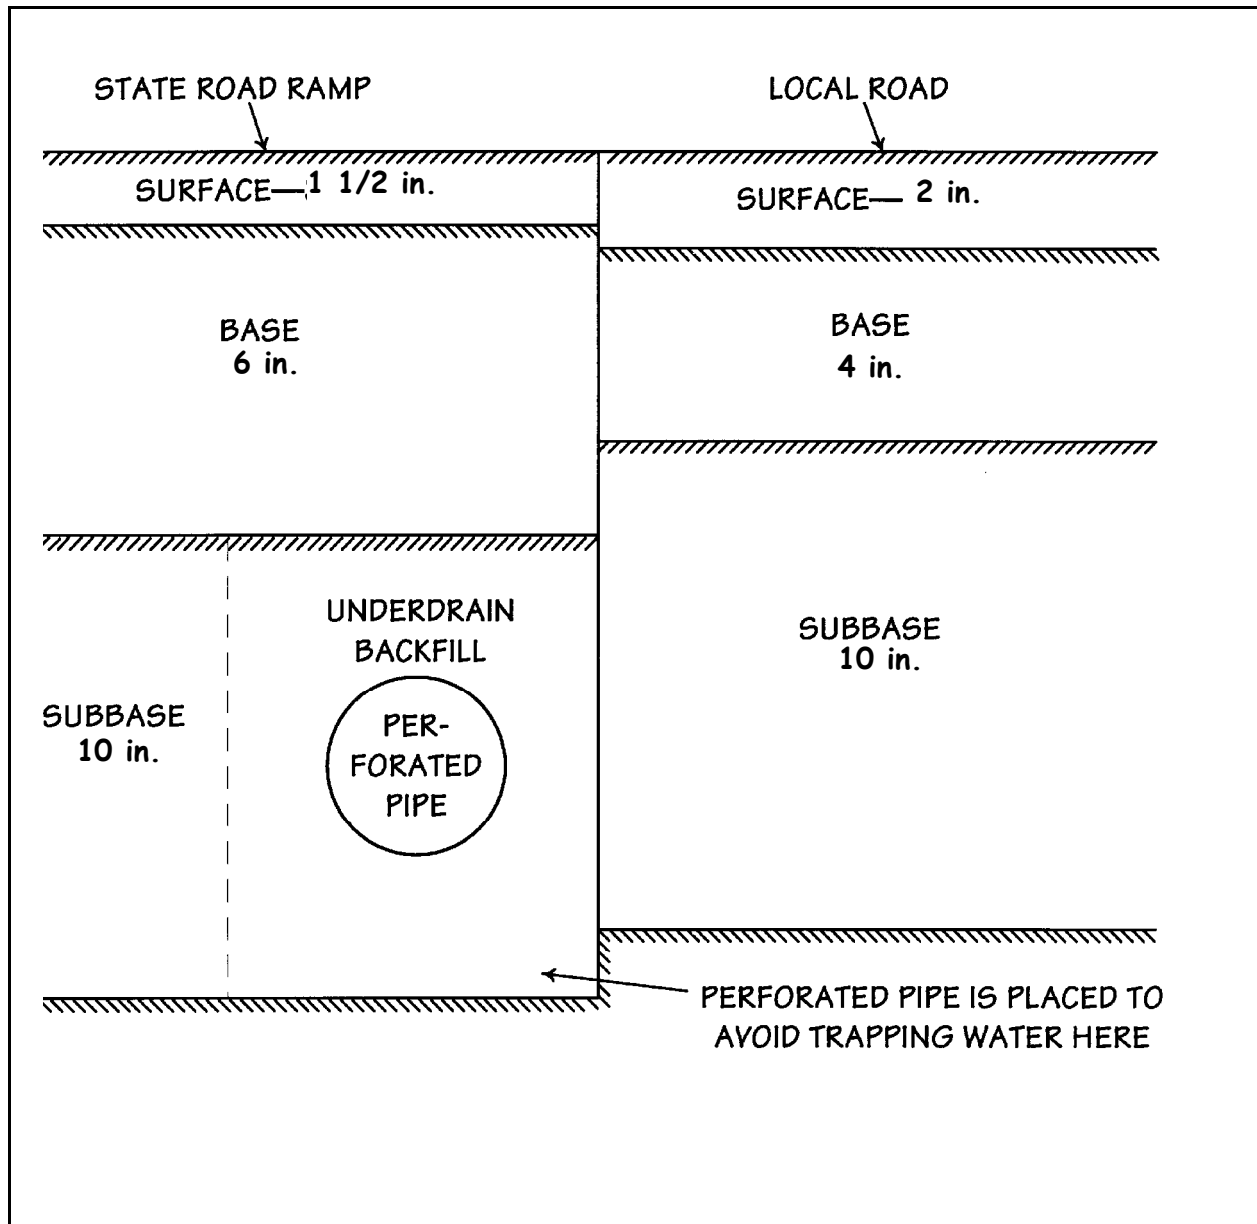 STATE ROAD RAMP
LOCAL ROAD
SURFACE—1 1/2 in.
SURFACE— 2 in.
BASE
6 in.
BASE
4 in.
UNDERDRAIN
BACKFILL
SUBBASE
10 in.
SUBBASE
10 in.
PER-
FORATED
PIPE
PERFORATED PIPE IS PLACED TO
AVOID TRAPPING WATER HERE